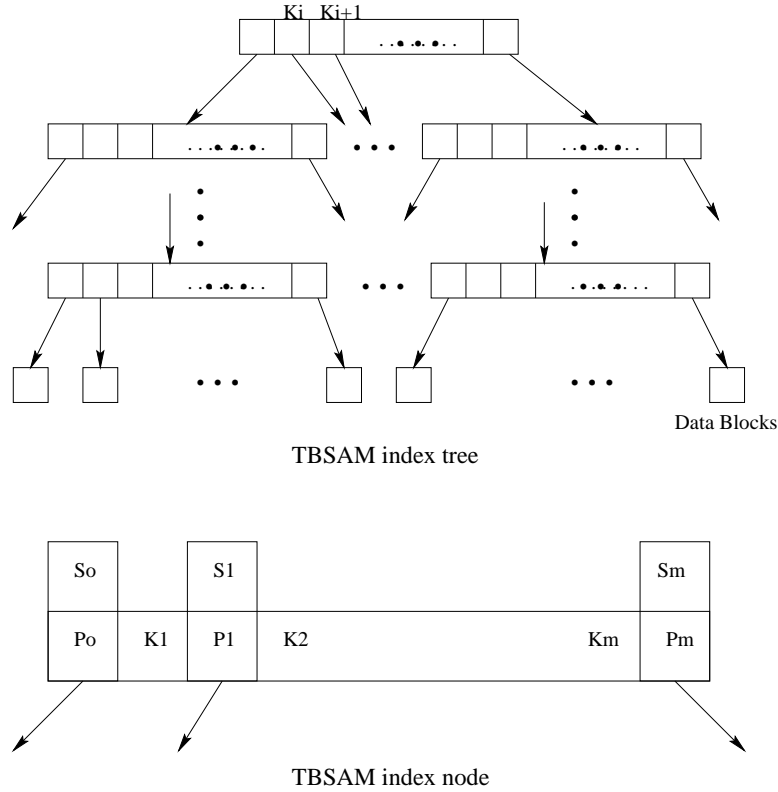 Ki Ki+1
Data Blocks
TBSAM index tree
So S1 Sm
Po K1 P1 K2 Km Pm
TBSAM index node